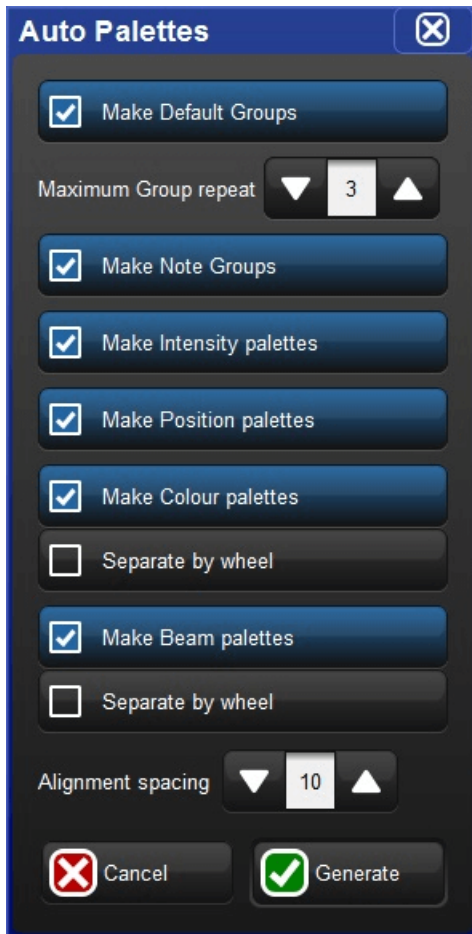 Auto Palettes
Make Default Groups
Maximum Group repeat 3
Make Note Groups
Make Intensity palettes
Make Position palettes
Make Colour palettes
Separate by wheel
Make Beam palettes
Separate by wheel
Alignment spacing 10
Cancel Generate